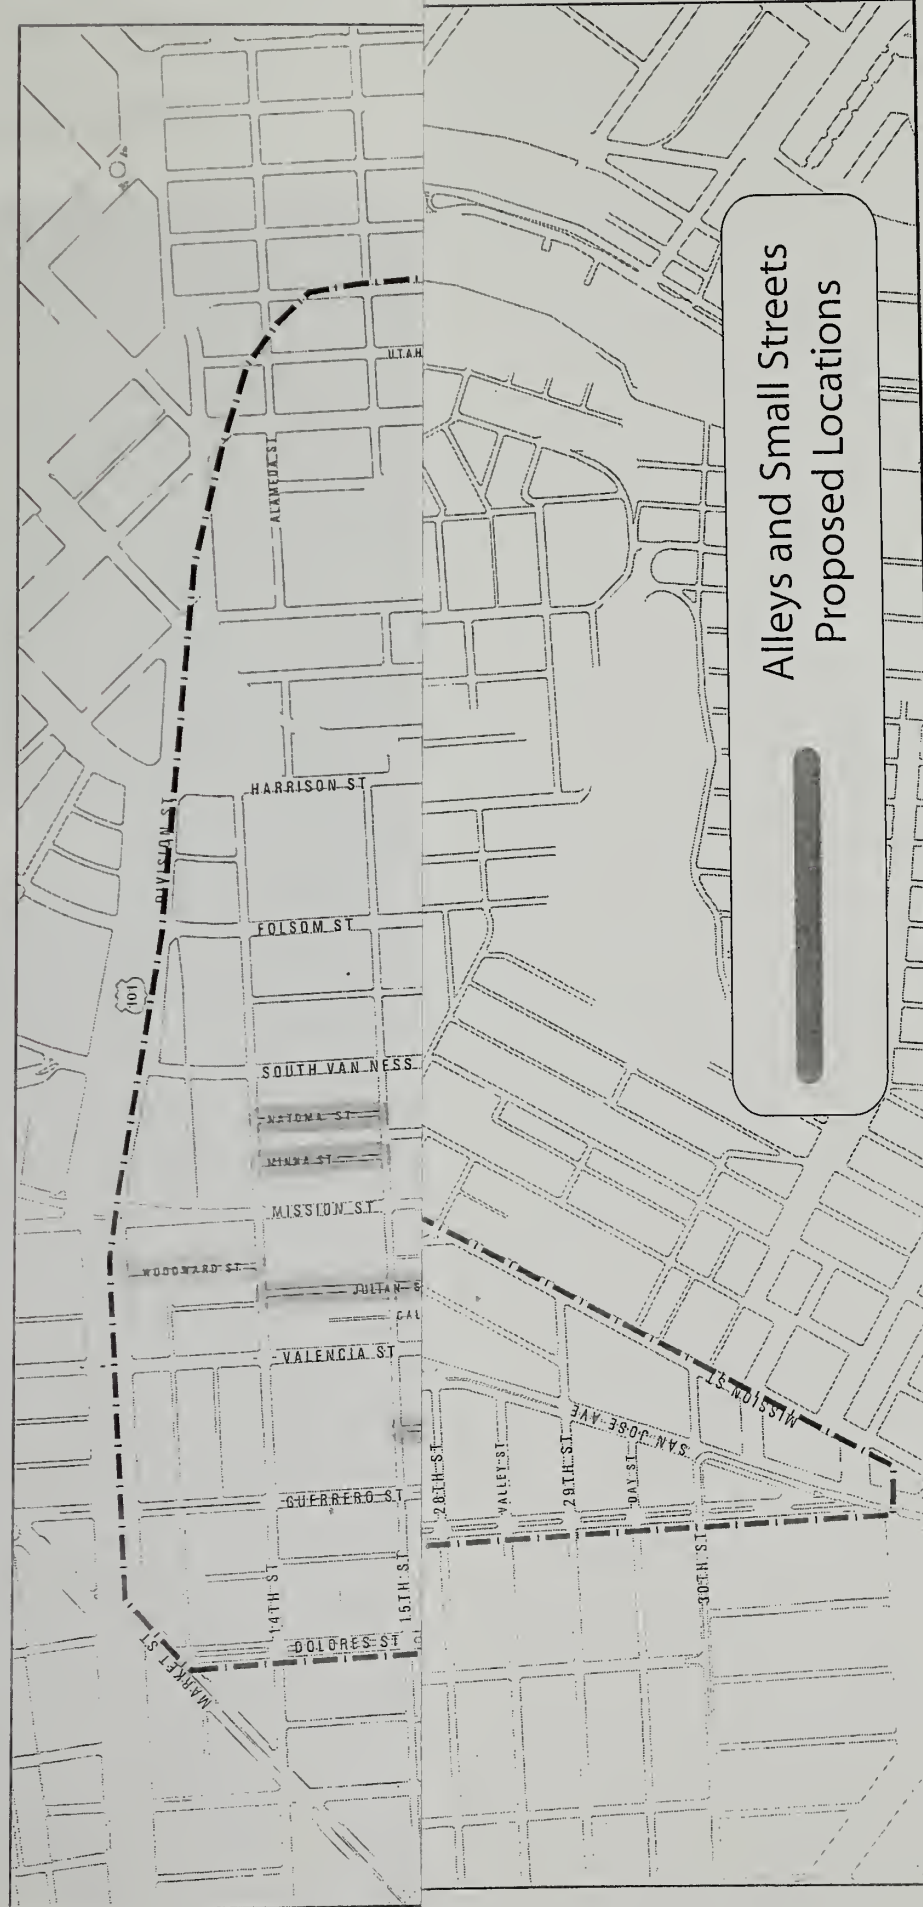 DIVISION ST
101
UTAH
ALAMEDA ST
HARRISON ST
FOLSOM ST
SOUTH VAN NESS
NATOMA ST
MINNA ST
MISSION ST
WOODWARD ST
JULIAN S
CAL
VALENCIA ST
GUERRERO ST
14TH ST
15TH ST
DOLORES ST
MARKET ST
28TH ST
VALLEY ST
29TH ST
DAY ST
30TH ST
SAN JOSE AVE
MISSION ST
Alleys and Small Streets
Proposed Locations